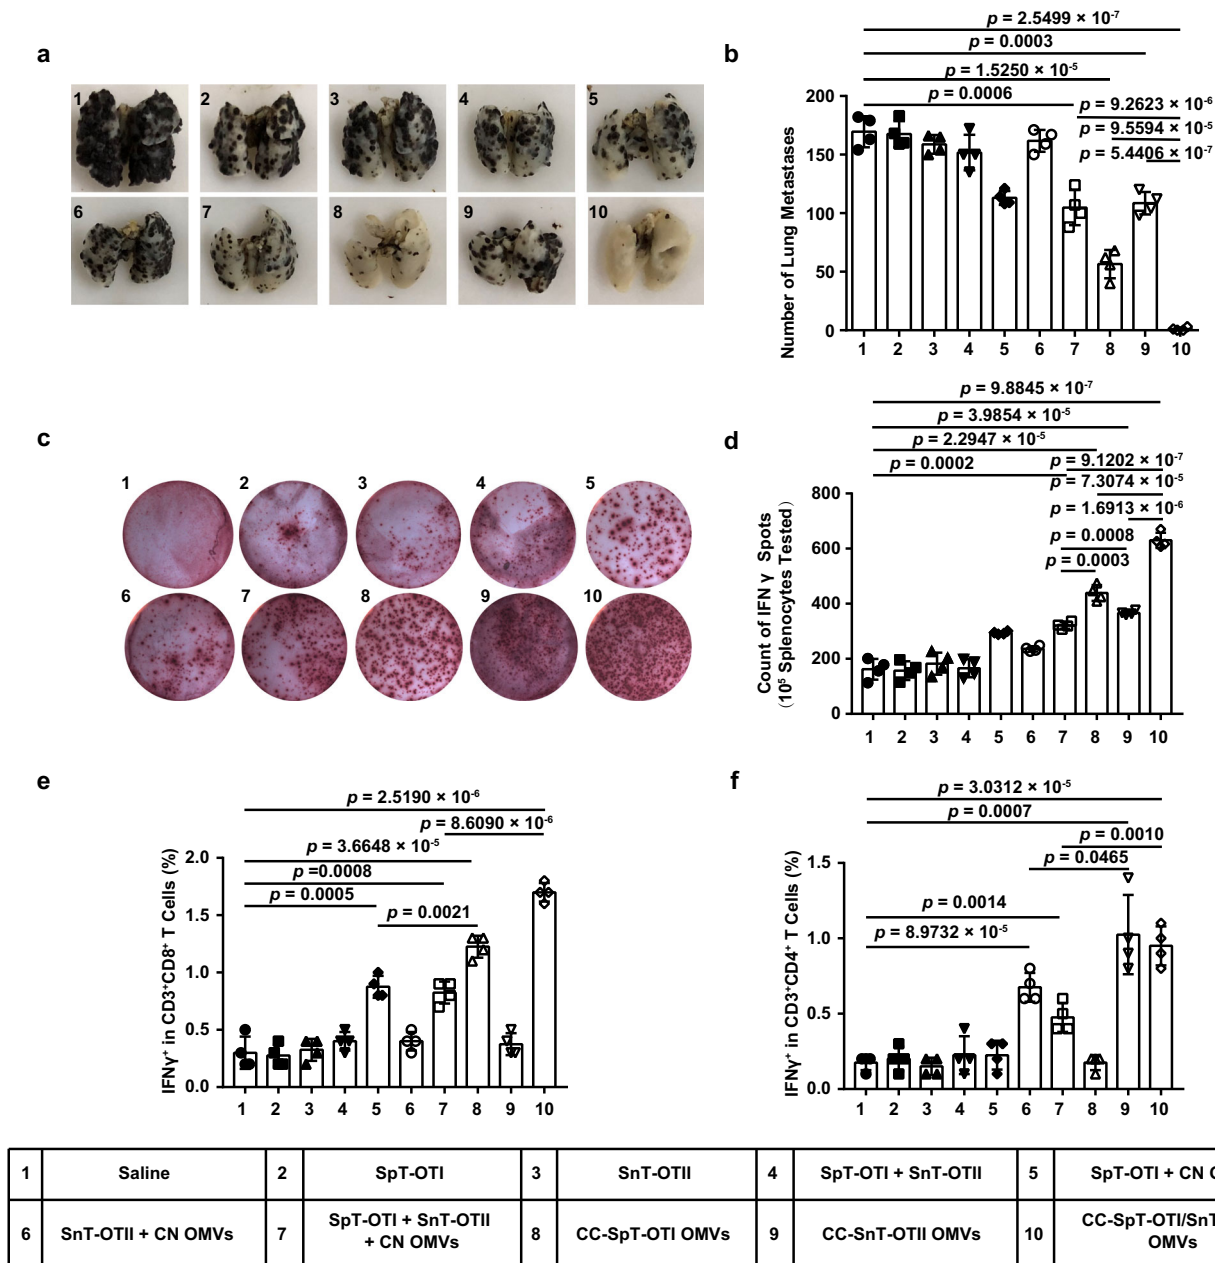 a
1
2
3
4
5
6
7
8
9
10
b
p = 2.5499 × 10-7
p = 0.0003
p = 1.5250 × 10-5
p = 0.0006
p = 9.2623 × 10-6
p = 9.5594 × 10-5
p = 5.4406 × 10-7
Number of Lung Metastases
200
150
100
50
0
1 2 3 4 5 6 7 8 9 10
c
1
2
3
4
5
6
7
8
9
10
d
p = 9.8845 × 10-7
p = 3.9854 × 10-5
p = 2.2947 × 10-5
p = 0.0002
p = 9.1202 × 10-7
p = 7.3074 × 10-5
p = 1.6913 × 10-6
p = 0.0008
p = 0.0003
Count of IFN γ Spots
(10⁵ Splenocytes Tested)
800
600
400
200
0
1 2 3 4 5 6 7 8 9 10
e
p = 2.5190 × 10-6
p = 8.6090 × 10-6
p = 3.6648 × 10-5
p =0.0008
p = 0.0005
p = 0.0021
IFNγ⁺ in CD3⁺CD8⁺ T Cells (%)
2.0
1.5
1.0
0.5
0.0
1 2 3 4 5 6 7 8 9 10
f
p = 3.0312 × 10-5
p = 0.0007
p = 0.0010
p = 0.0465
p = 0.0014
p = 8.9732 × 10-5
IFNγ⁺ in CD3⁺CD4⁺ T Cells (%)
1.5
1.0
0.5
0.0
1 2 3 4 5 6 7 8 9 10
1 Saline 2 SpT-OTI 3 SnT-OTII 4 SpT-OTI + SnT-OTII 5 SpT-OTI + CN
6 SnT-OTII + CN OMVs 7 SpT-OTI + SnT-OTII
+ CN OMVs 8 CC-SpT-OTI OMVs 9 CC-SnT-OTII OMVs 10 CC-SpT-OTI/SnT
OMVs